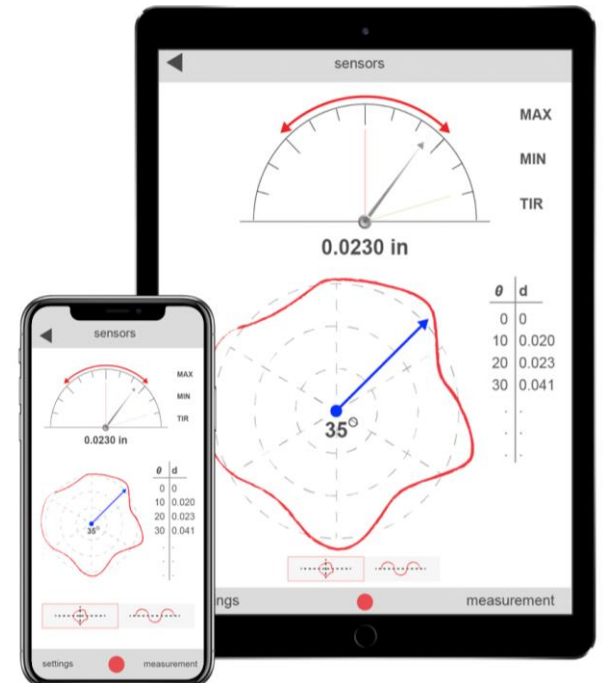 sensors
MAX
MIN
TIR
0.0230 in
θ d
0 0
10 0.020
20 0.023
30 0.041
35°
ngs
measurement
sensors
MAX
MIN
TIR
0.0230 in
θ d
0 0
10 0.020
20 0.023
30 0.041
35°
settings
measurement